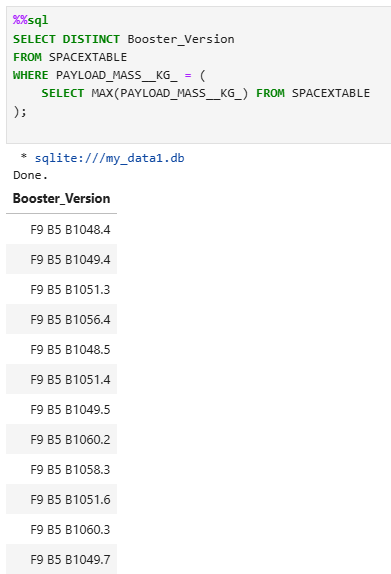 %%sql
SELECT DISTINCT Booster_Version
FROM SPACEXTABLE
WHERE PAYLOAD_MASS__KG_ = (
    SELECT MAX(PAYLOAD_MASS__KG_) FROM SPACEXTABLE
);
* sqlite:///my_data1.db
Done.
Booster_Version
F9 B5 B1048.4
F9 B5 B1049.4
F9 B5 B1051.3
F9 B5 B1056.4
F9 B5 B1048.5
F9 B5 B1051.4
F9 B5 B1049.5
F9 B5 B1060.2
F9 B5 B1058.3
F9 B5 B1051.6
F9 B5 B1060.3
F9 B5 B1049.7